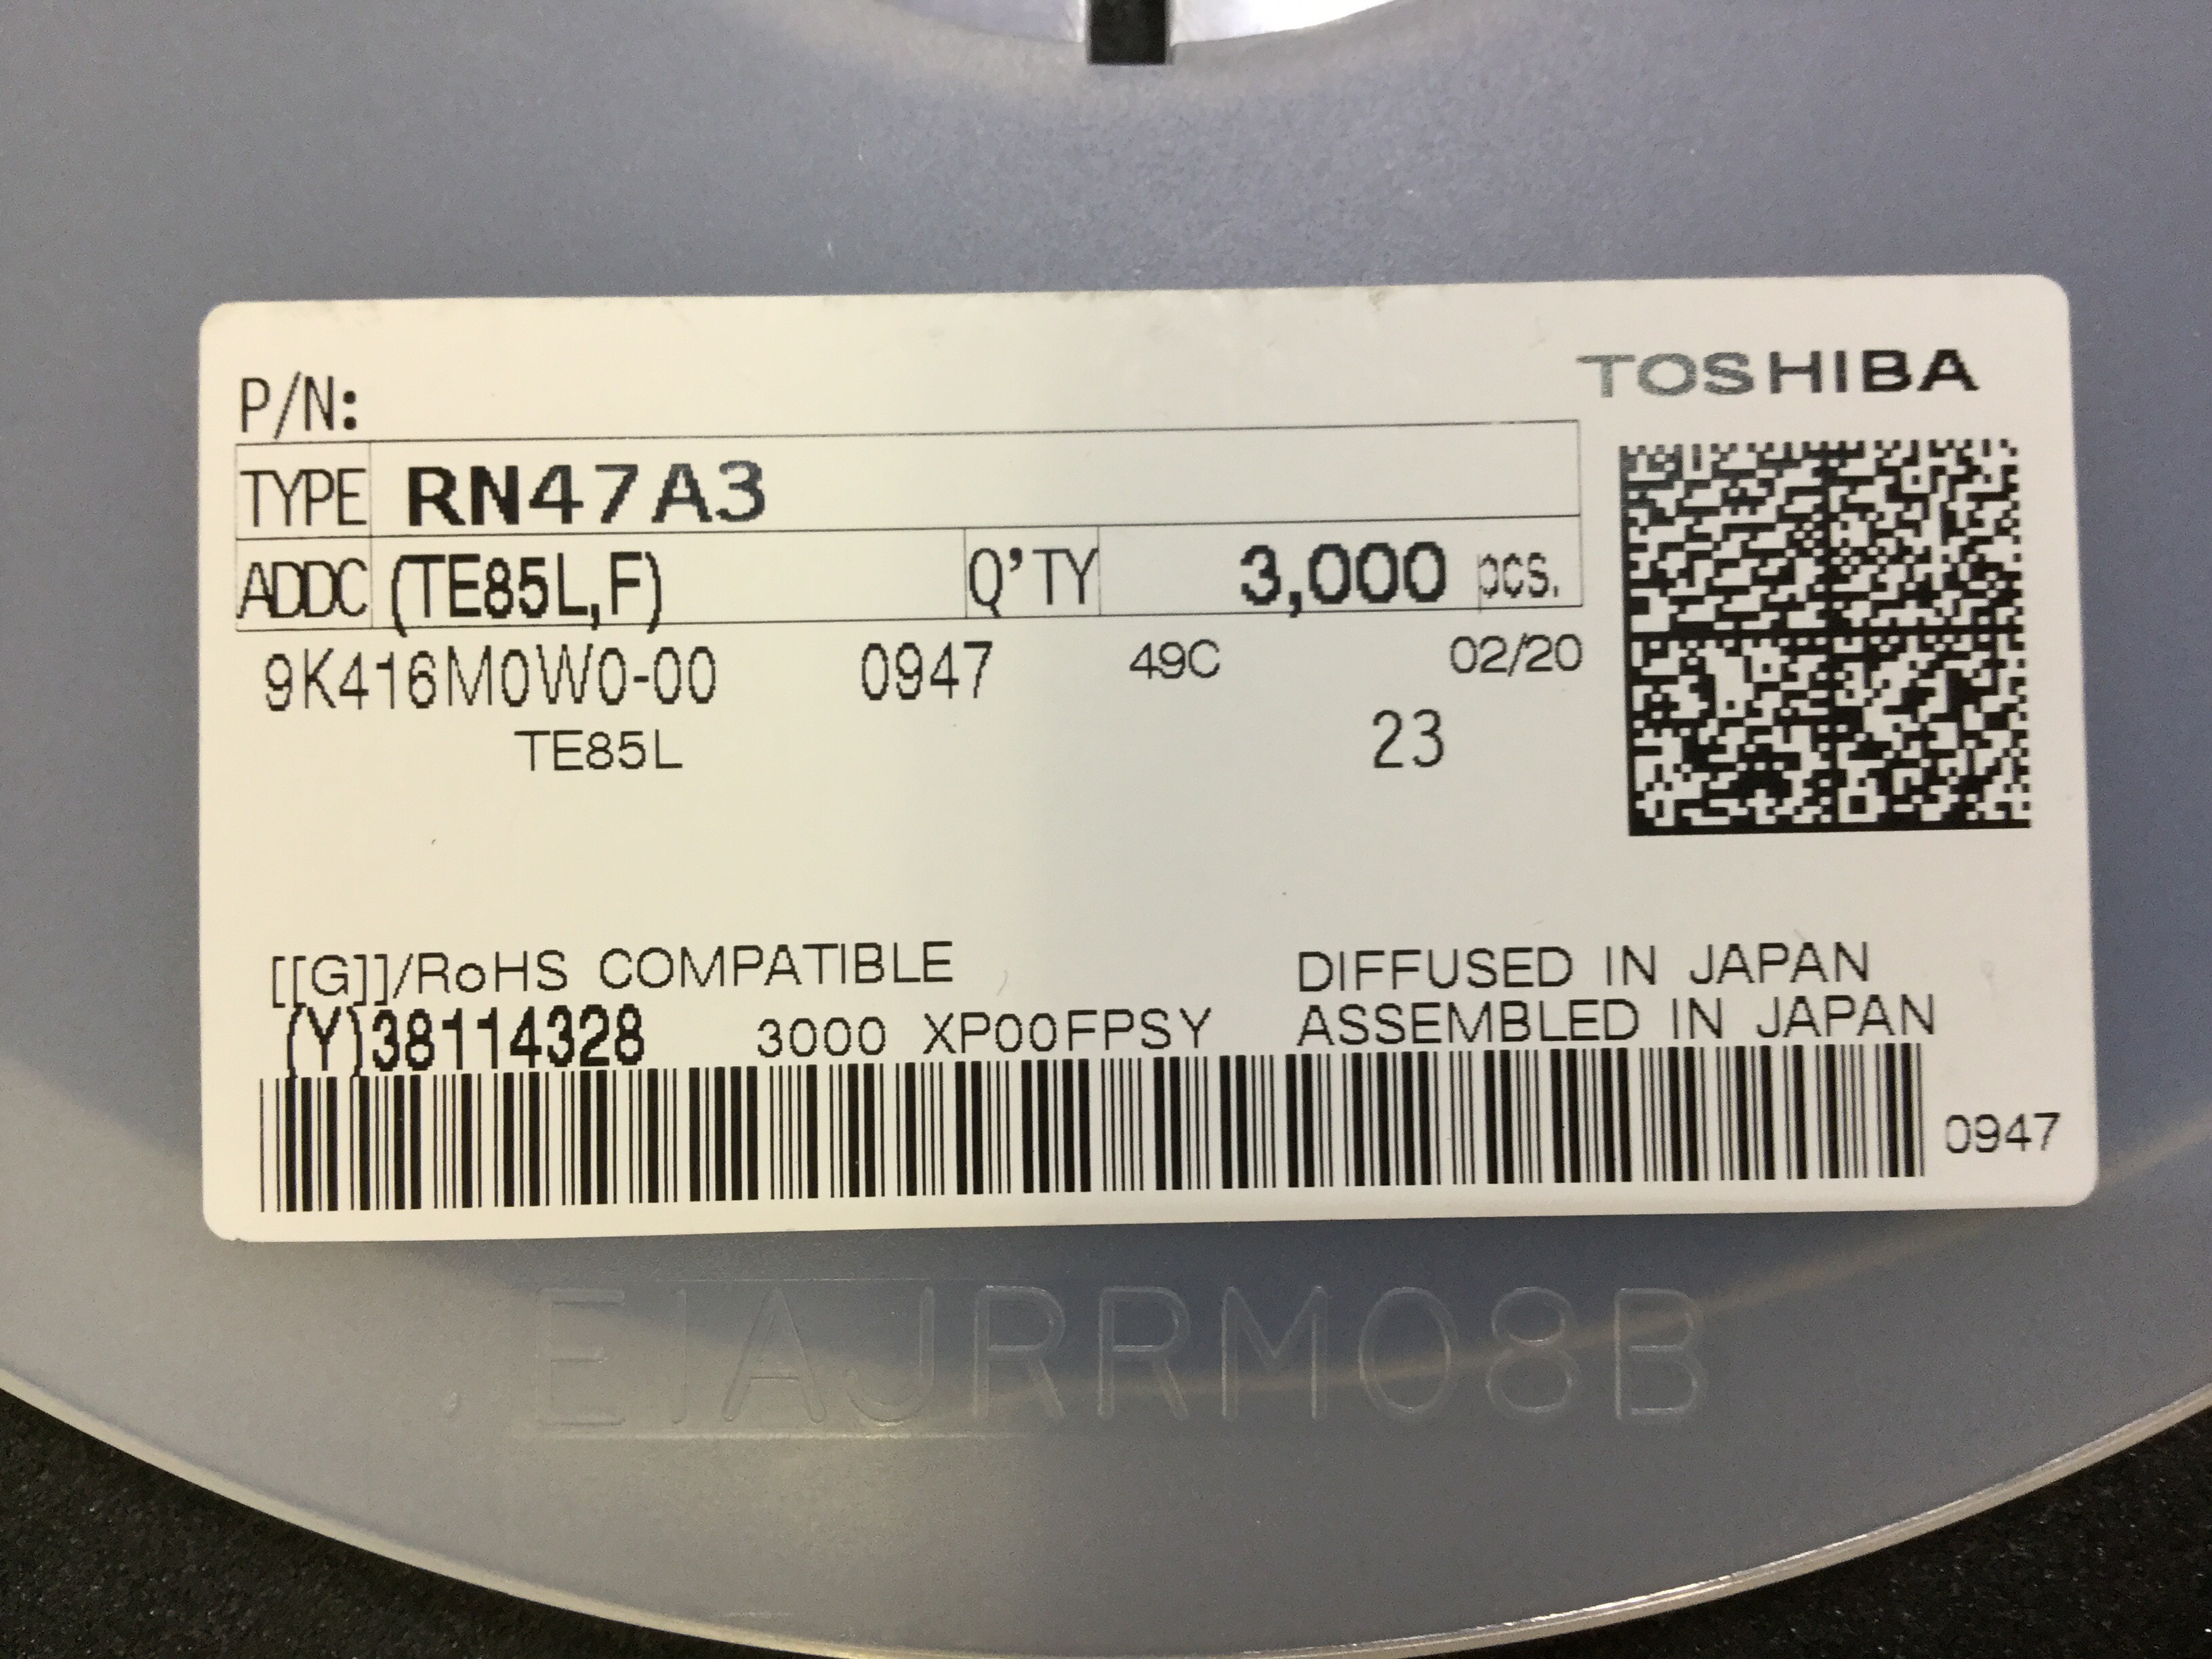 TOSHIBA
P/N:
TYPE RN47A3
ADDC (TE85L,F) Q'TY 3,000 pcs.
9K416M0W0-00 0947 49C 02/20
TE85L 23
[[G]]/RoHS COMPATIBLE DIFFUSED IN JAPAN
(Y)38114328 3000 XP00FPSY ASSEMBLED IN JAPAN
0947
EIAJRRM08B